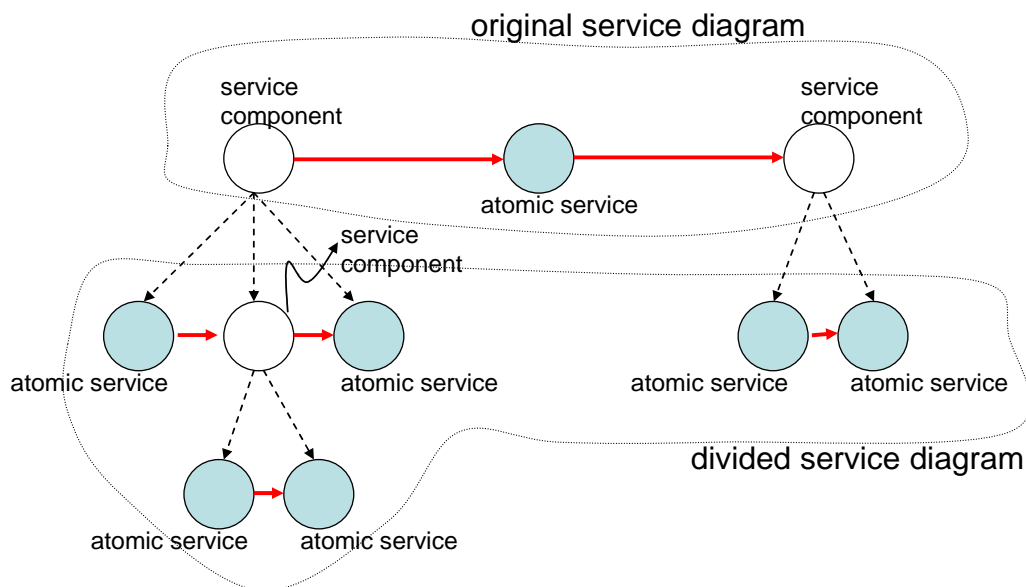 original service diagram
service
component
service
component
atomic service
service
component
atomic service
atomic service
atomic service
atomic service
divided service diagram
atomic service
atomic service